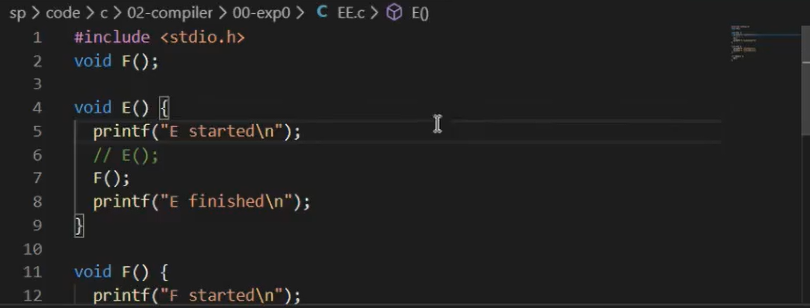 sp > code > c > 02-compiler > 00-exp0 > C EE.c > E()
1 #include <stdio.h>
2 void F();
3
4 void E() {
5   printf("E started\n");
6   // E();
7   F();
8   printf("E finished\n");
9 }
10
11 void F() {
12   printf("F started\n");